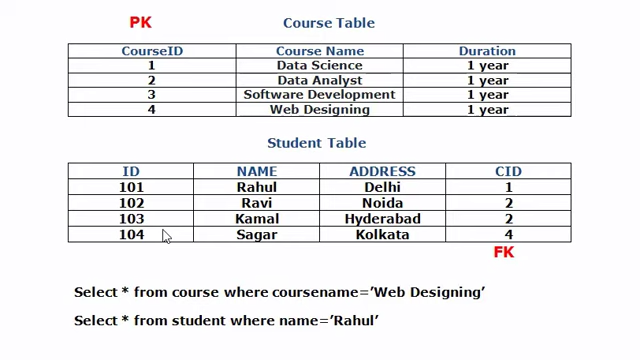 PK Course Table
CourseID Course Name Duration
1 Data Science 1 year
2 Data Analyst 1 year
3 Software Development 1 year
4 Web Designing 1 year
Student Table
ID NAME ADDRESS CID
101 Rahul Delhi 1
102 Ravi Noida 2
103 Kamal Hyderabad 2
104 Sagar Kolkata 4
FK
Select * from course where coursename=’Web Designing’
Select * from student where name=’Rahul’